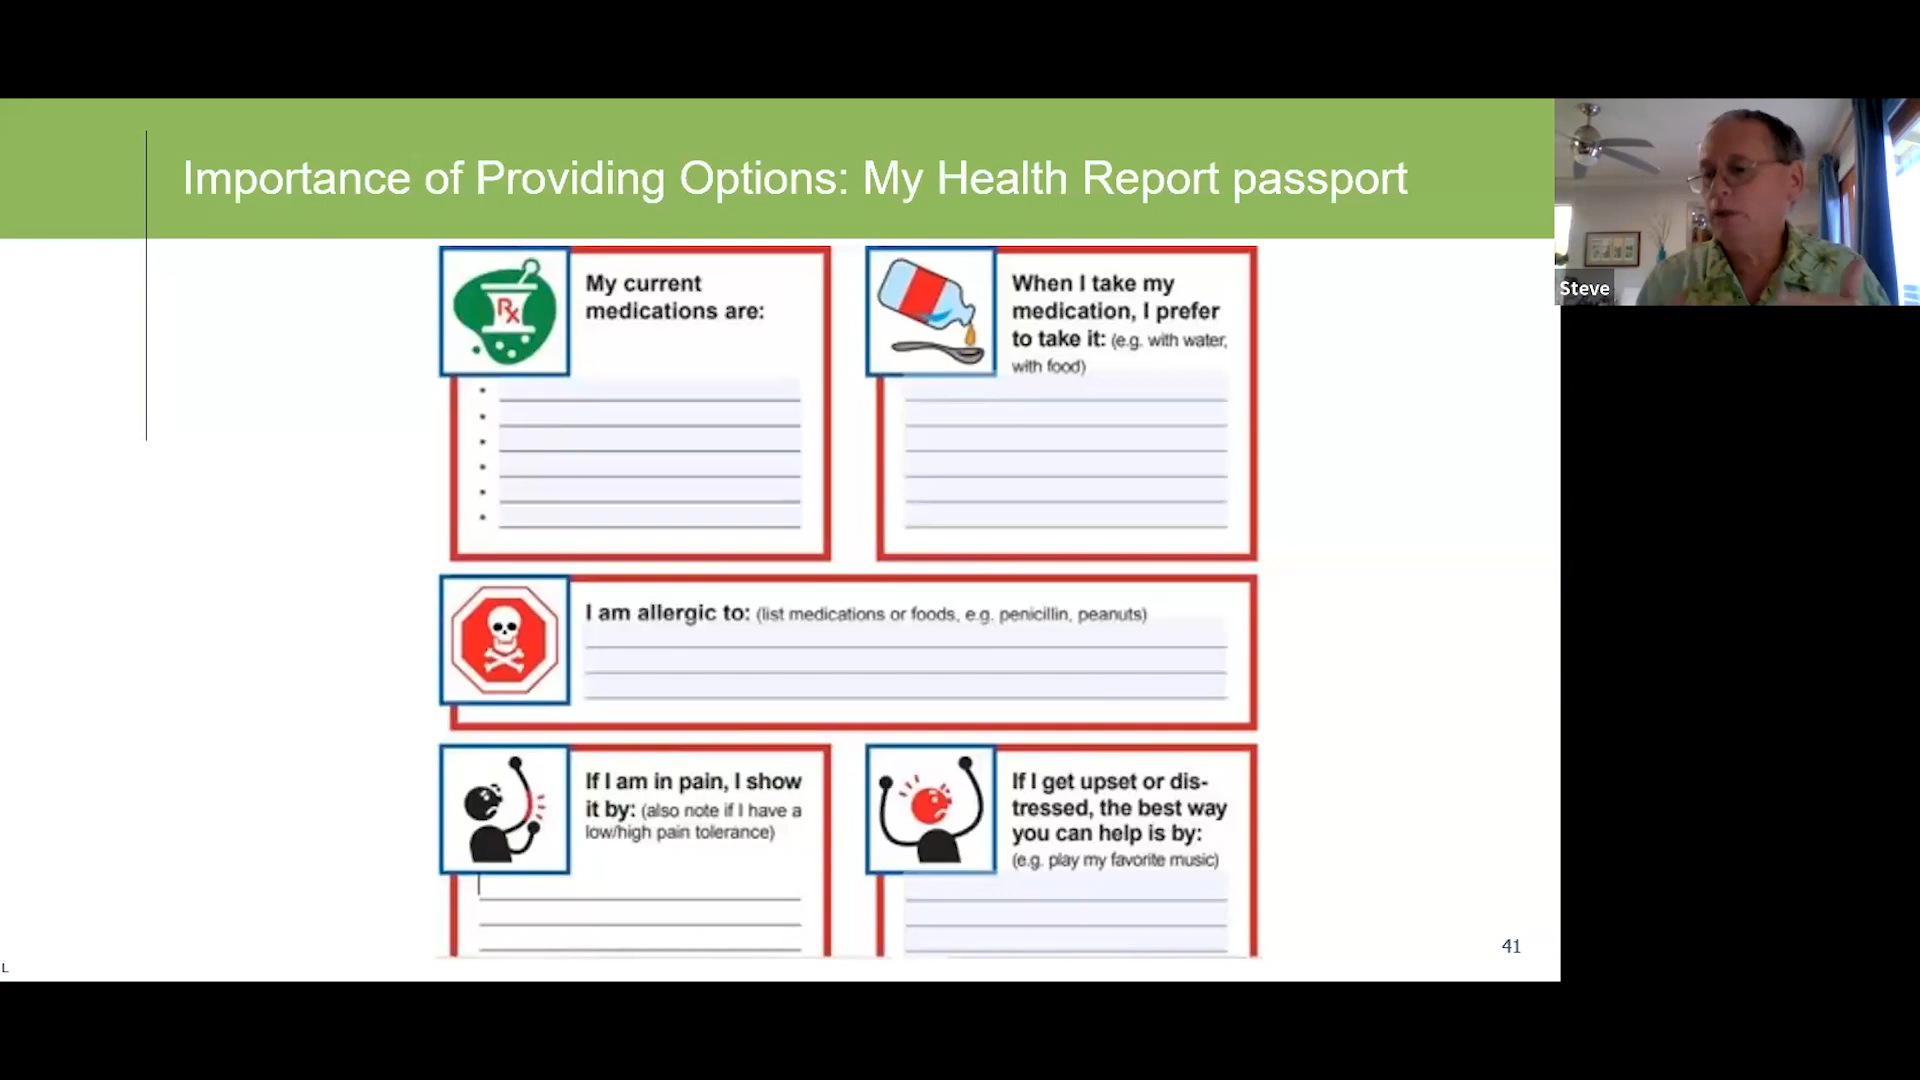 Importance of Providing Options: My Health Report passport
Steve
Rx
My current
medications are:
When I take my
medication, I prefer
to take it: (e.g. with water,
with food)
I am allergic to: (list medications or foods, e.g. penicillin, peanuts)
If I am in pain, I show
it by: (also note if I have a
low/high pain tolerance)
If I get upset or dis-
tressed, the best way
you can help is by:
(e.g. play my favorite music)
41
L